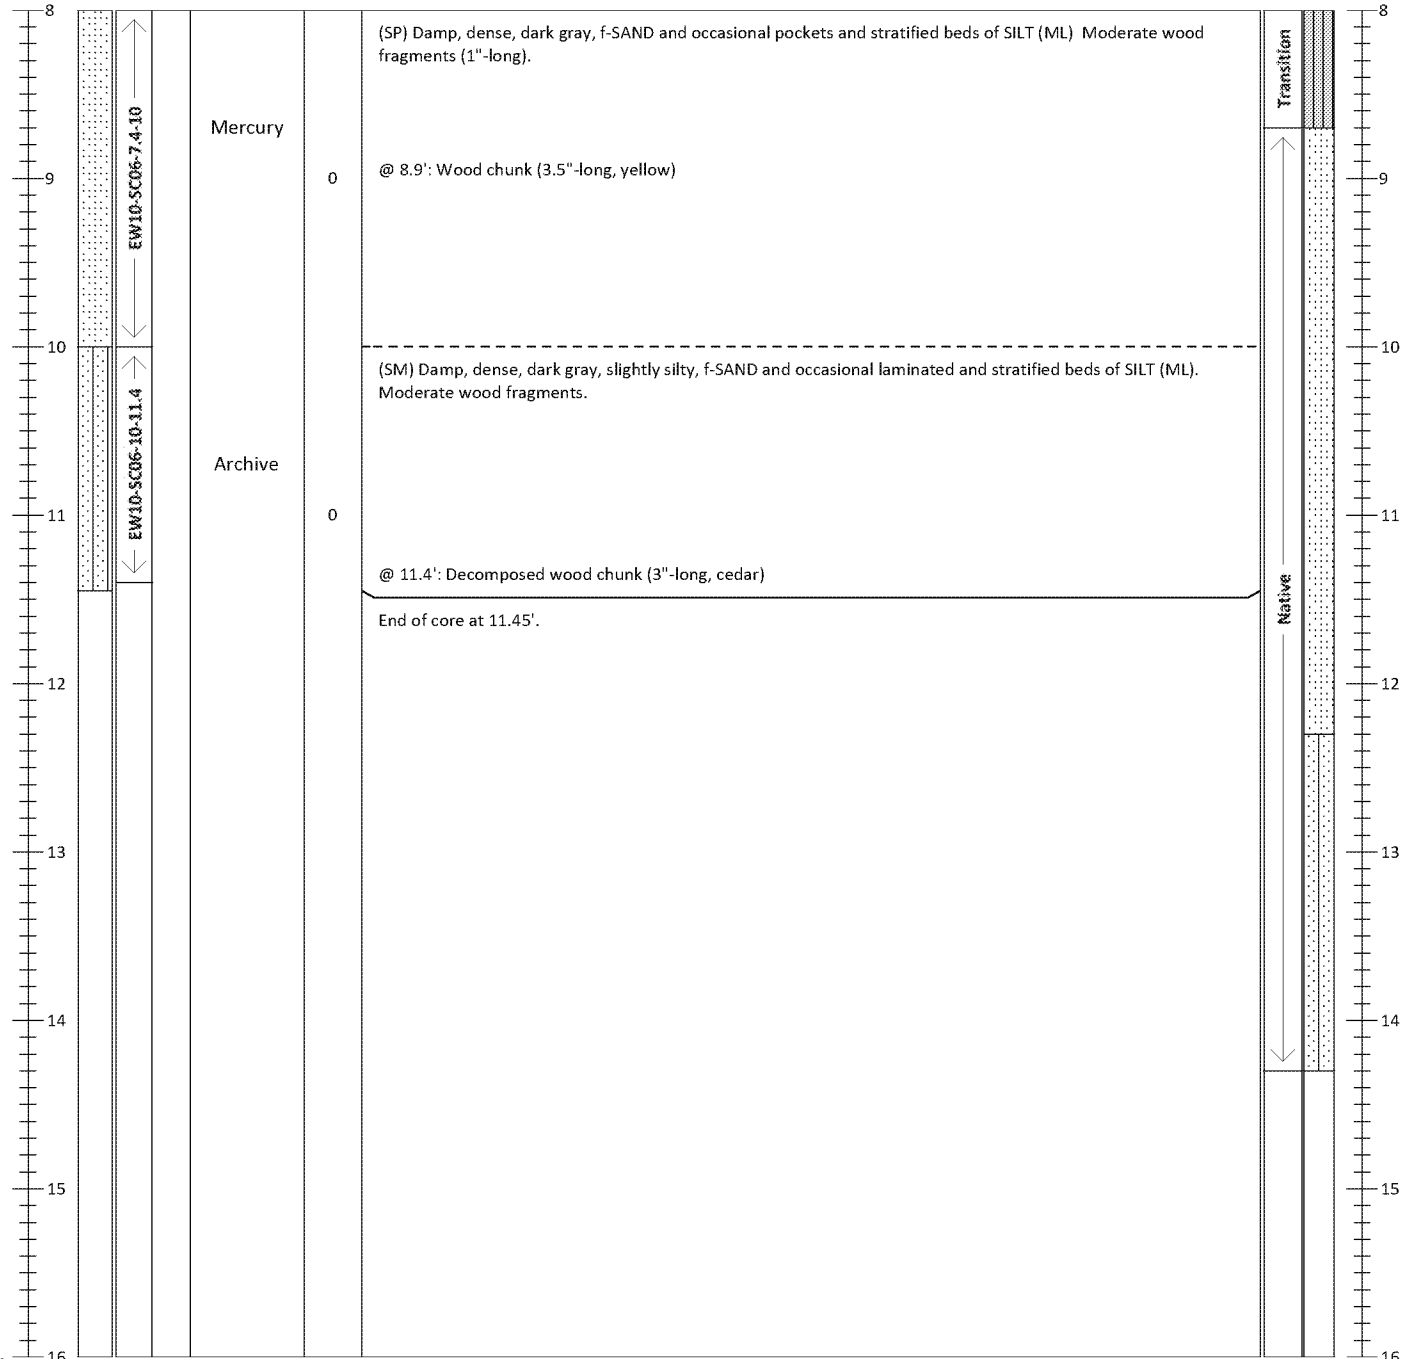 8
8
(SP) Damp, dense, dark gray, f-SAND and occasional pockets and stratified beds of SILT (ML)  Moderate wood
fragments (1"-long).
Transition
EW10-SC06-7.4-10
Mercury
@ 8.9': Wood chunk (3.5"-long, yellow)
9
0
9
10
10
(SM) Damp, dense, dark gray, slightly silty, f-SAND and occasional laminated and stratified beds of SILT (ML).
Moderate wood fragments.
EW10-SC06-10-11.4
Archive
11
0
11
@ 11.4': Decomposed wood chunk (3"-long, cedar)
Native
End of core at 11.45'.
12
12
13
13
14
14
15
15
16
16